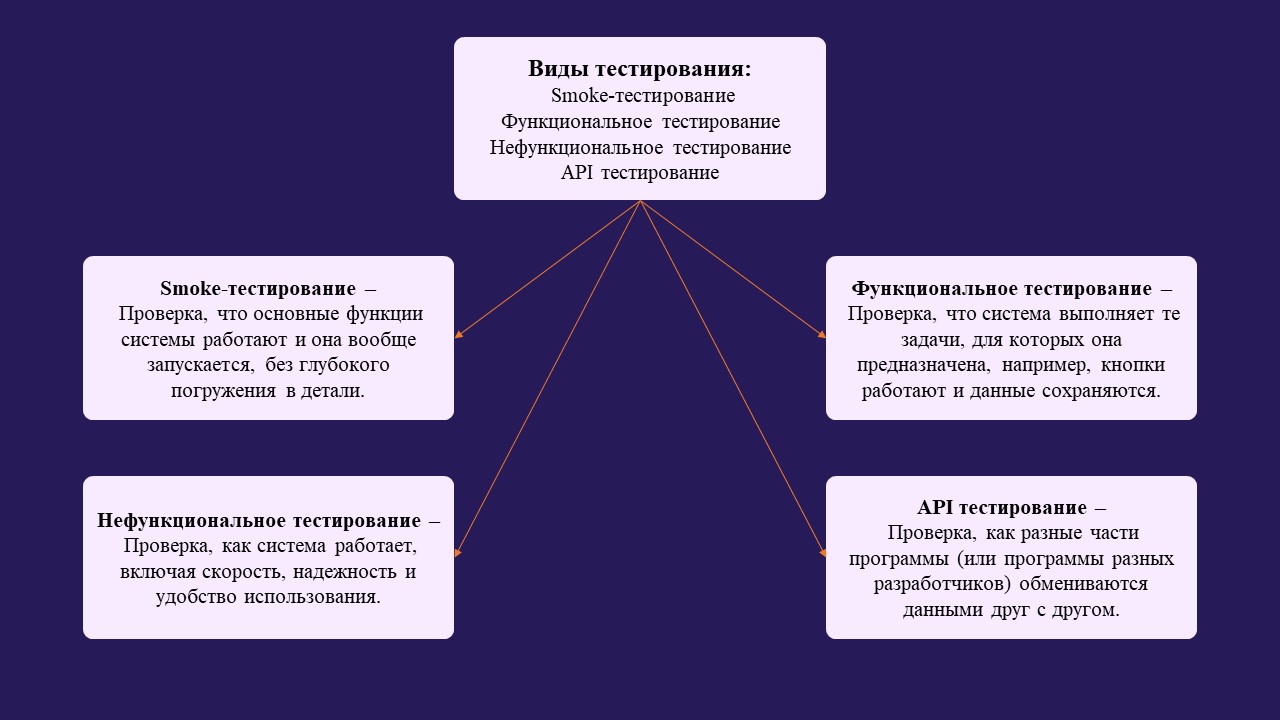 Виды тестирования:
Smoke-тестирование
Функциональное тестирование
Нефункциональное тестирование
API тестирование
Smoke-тестирование –
Проверка, что основные функции
системы работают и она вообще
запускается, без глубокого
погружения в детали.
Функциональное тестирование –
Проверка, что система выполняет те
задачи, для которых она
предназначена, например, кнопки
работают и данные сохраняются.
Нефункциональное тестирование –
Проверка, как система работает,
включая скорость, надежность и
удобство использования.
API тестирование –
Проверка, как разные части
программы (или программы разных
разработчиков) обмениваются
данными друг с другом.